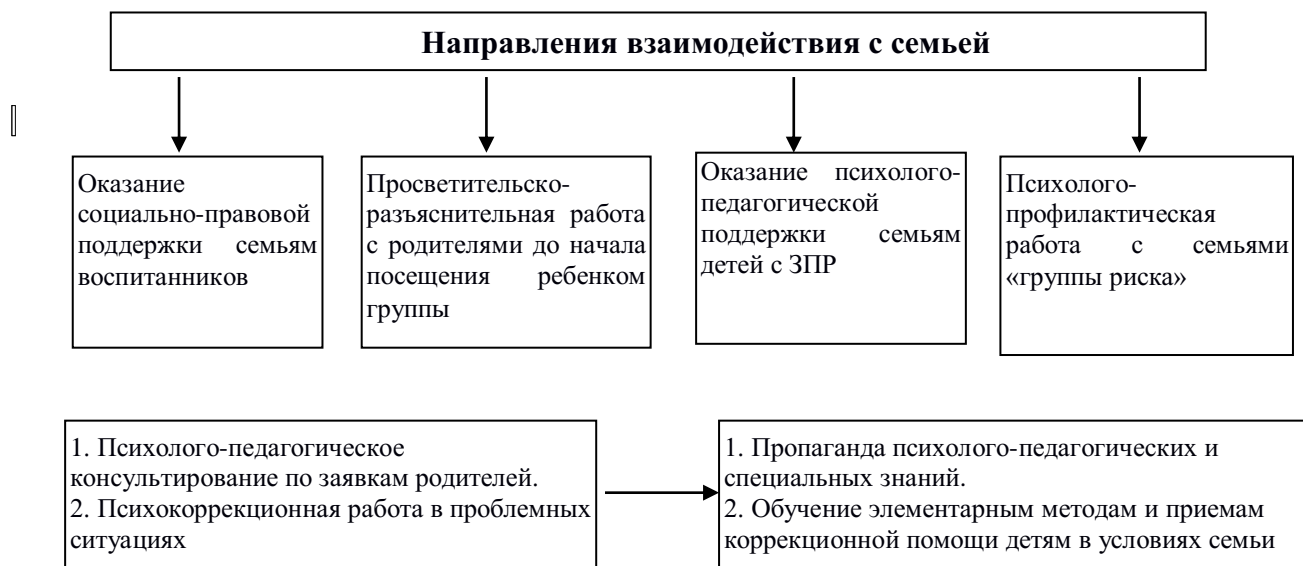 Направления взаимодействия с семьей
Оказание
социально-правовой
поддержки семьям
воспитанников
Просветительско-
разъяснительная работа
с родителями до начала
посещения ребенком
группы
Оказание психолого-
педагогической
поддержки семьям
детей с ЗПР
Психолого-
профилактическая
работа с семьями
«группы риска»
1. Психолого-педагогическое
консультирование по заявкам родителей.
2. Психокоррекционная работа в проблемных
ситуациях
1. Пропаганда психолого-педагогических и
специальных знаний.
2. Обучение элементарным методам и приемам
коррекционной помощи детям в условиях семьи